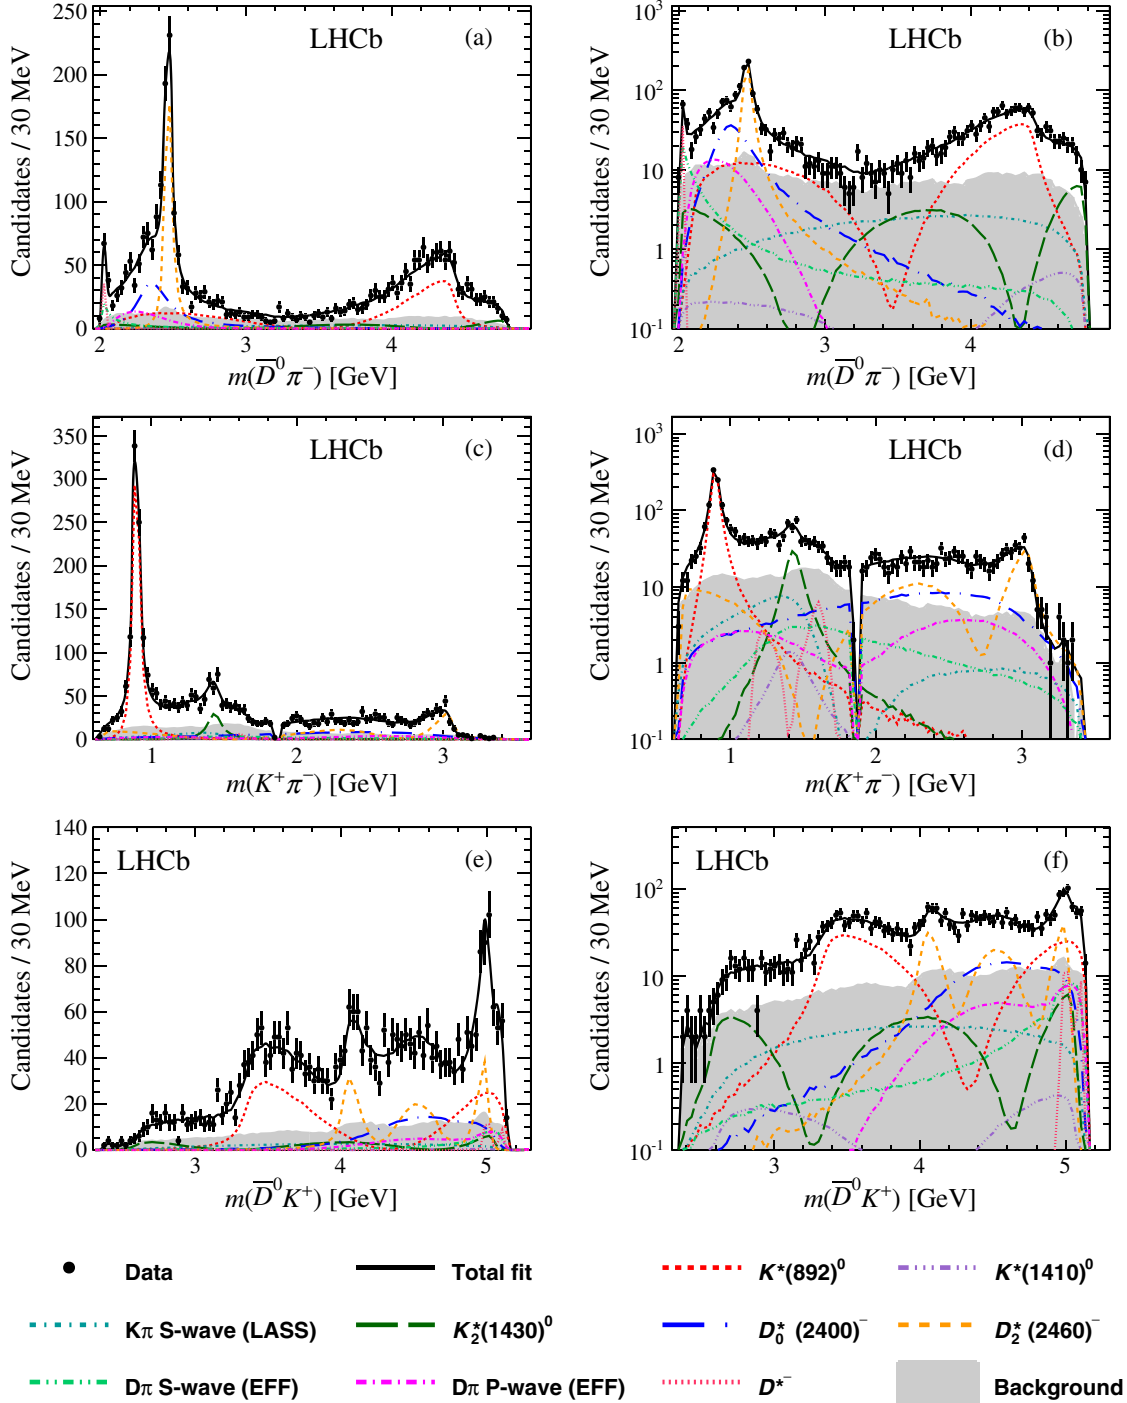 250
200
150
100
50
0
Candidates / 30 MeV
LHCb
(a)
2
3
4
m(D̅⁰π⁻) [GeV]
10³
10²
10
1
10⁻¹
Candidates / 30 MeV
LHCb
(b)
2
3
4
m(D̅⁰π⁻) [GeV]
350
300
250
200
150
100
50
0
Candidates / 30 MeV
LHCb
(c)
1
2
3
m(K⁺π⁻) [GeV]
10³
10²
10
1
10⁻¹
Candidates / 30 MeV
LHCb
(d)
1
2
3
m(K⁺π⁻) [GeV]
140
120
100
80
60
40
20
0
Candidates / 30 MeV
LHCb
(e)
3
4
5
m(D̅⁰K⁺) [GeV]
10²
10
1
10⁻¹
Candidates / 30 MeV
LHCb
(f)
3
4
5
m(D̅⁰K⁺) [GeV]
Data
Total fit
K*(892)⁰
K*(1410)⁰
Kπ S-wave (LASS)
K₂*(1430)⁰
D₀*(2400)⁻
D₂*(2460)⁻
Dπ S-wave (EFF)
Dπ P-wave (EFF)
D*⁻
Background